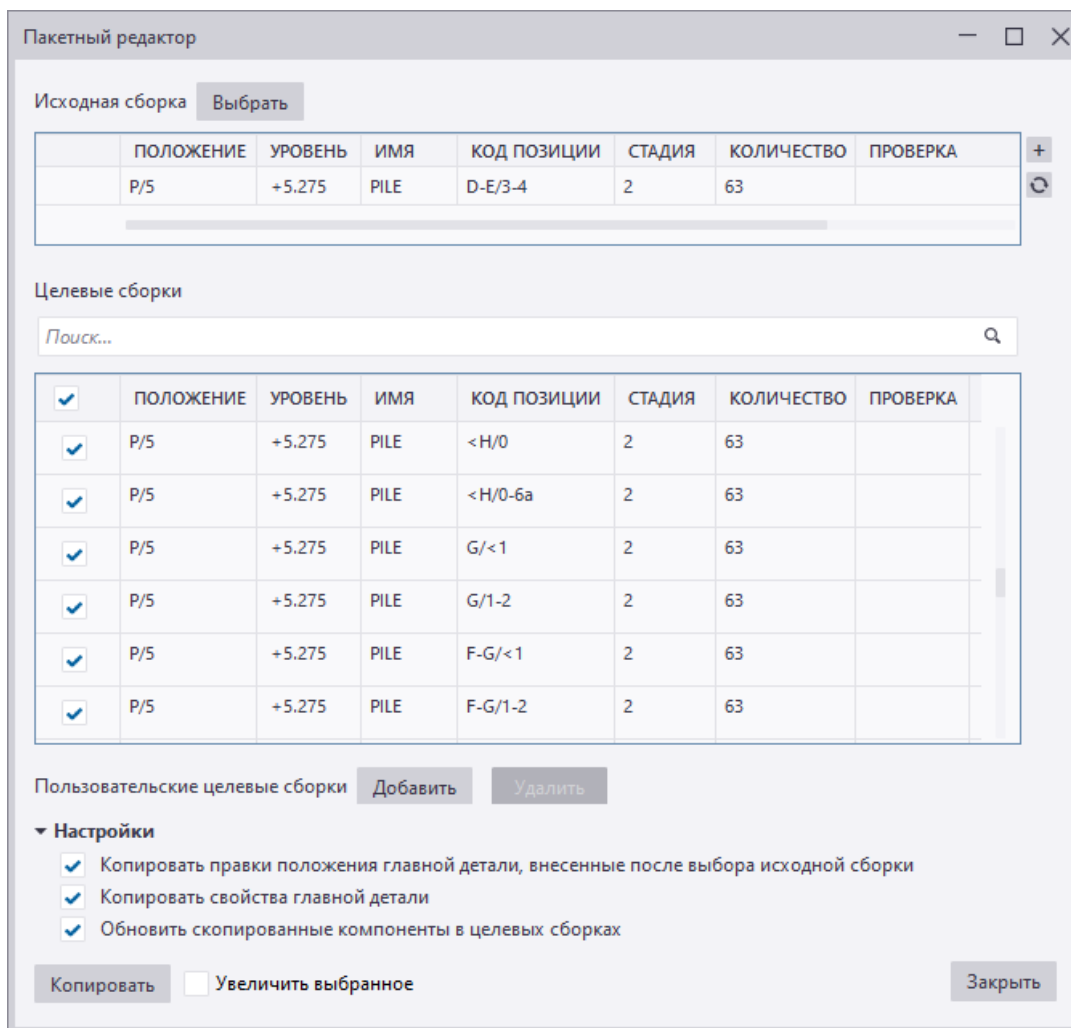 Пакетный редактор
Исходная сборка Выбрать
ПОЛОЖЕНИЕ УРОВЕНЬ ИМЯ КОД ПОЗИЦИИ СТАДИЯ КОЛИЧЕСТВО ПРОВЕРКА +
P/5 +5.275 PILE D-E/3-4 2 63
Целевые сборки
Поиск...
ПОЛОЖЕНИЕ УРОВЕНЬ ИМЯ КОД ПОЗИЦИИ СТАДИЯ КОЛИЧЕСТВО ПРОВЕРКА
P/5 +5.275 PILE <H/0 2 63
P/5 +5.275 PILE <H/0-6a 2 63
P/5 +5.275 PILE G/<1 2 63
P/5 +5.275 PILE G/1-2 2 63
P/5 +5.275 PILE F-G/<1 2 63
P/5 +5.275 PILE F-G/1-2 2 63
Пользовательские целевые сборки Добавить Удалить
Настройки
Копировать правки положения главной детали, внесенные после выбора исходной сборки
Копировать свойства главной детали
Обновить скопированные компоненты в целевых сборках
Копировать Увеличить выбранное Закрыть